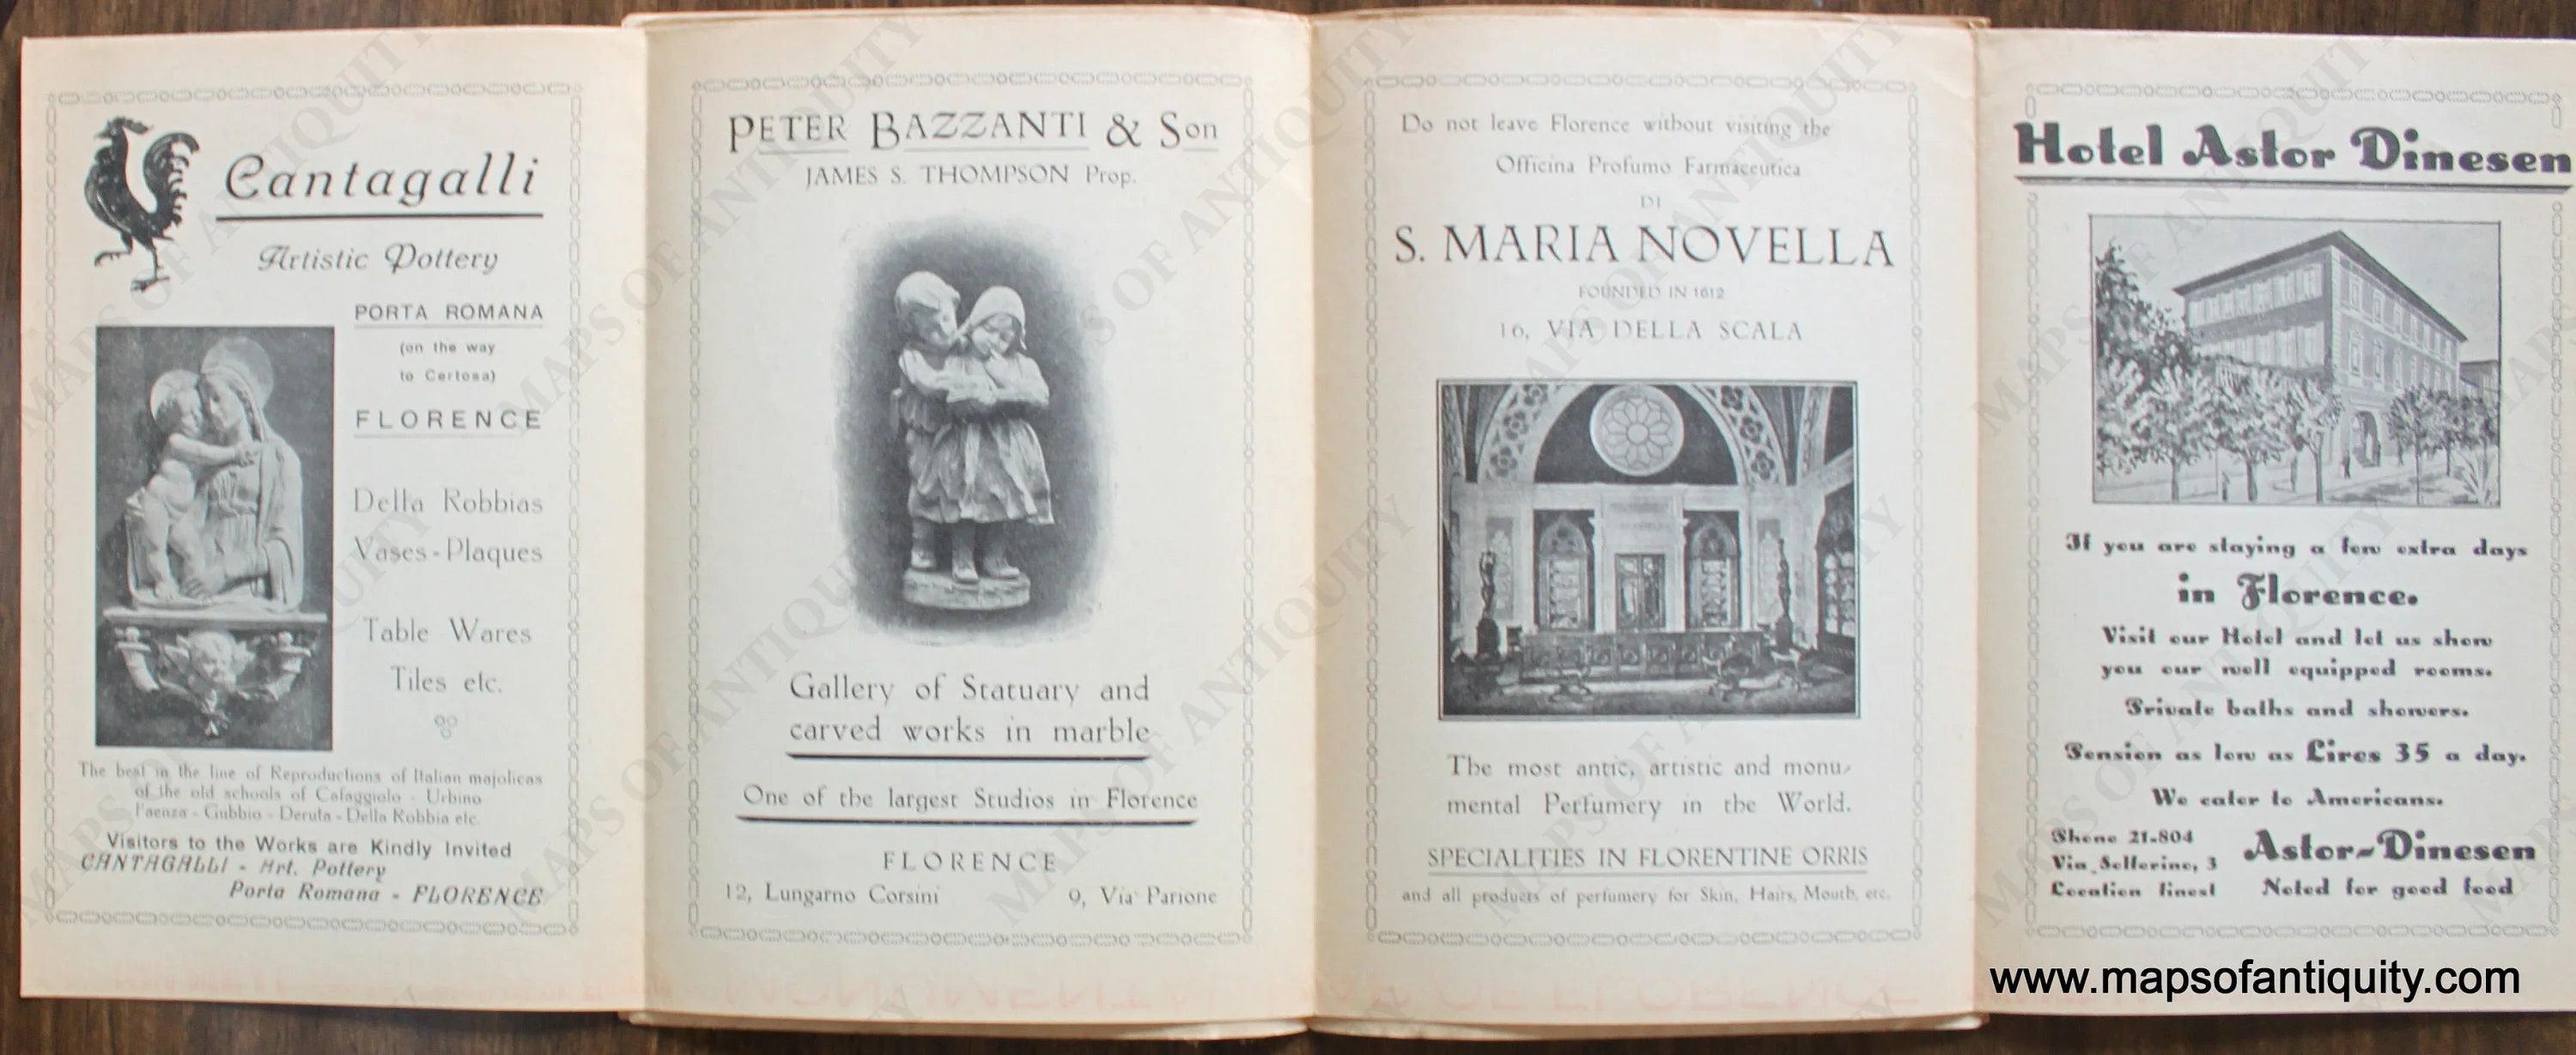 Cantagalli
Artistic Pottery
PORTA ROMANA
(on the way
to Certosa)
FLORENCE
Della Robbias
Vases - Plaques
Table Wares
Tiles etc.
The best in the line of Reproductions of Italian majolicas
of the old schools of Cafaggiolo - Urbino
Faenza - Gubbio - Deruta - Della Robbia etc.
Visitors to the Works are Kindly Invited
CANTAGALLI - Art. Pottery
Porta Romana - FLORENCE
PETER BAZZANTI & Son
JAMES S. THOMPSON Prop.
Gallery of Statuary and
carved works in marble
One of the largest Studios in Florence
FLORENCE
12, Lungarno Corsini 9, Via Parione
Do not leave Florence without visiting the
Officina Profumo Farmaceutica
DI
S. MARIA NOVELLA
FOUNDED IN 1612
16, VIA DELLA SCALA
The most antic, artistic and monu-
mental Perfumery in the World.
SPECIALITIES IN FLORENTINE ORRIS
and all products of perfumery for Skin, Hairs, Mouth, etc.
Hotel Astor Dinesen
If you are staying a few extra days
in Florence.
Visit our Hotel and let us show
you our well equipped rooms.
Private baths and showers.
Pension as low as Lires 35 a day.
We cater to Americans.
Phone 21-804
Via Solferino, 3
Location finest
Astor-Dinesen
Noted for good food
www.mapsofantiquity.com
MAPS OF ANTIQUITY